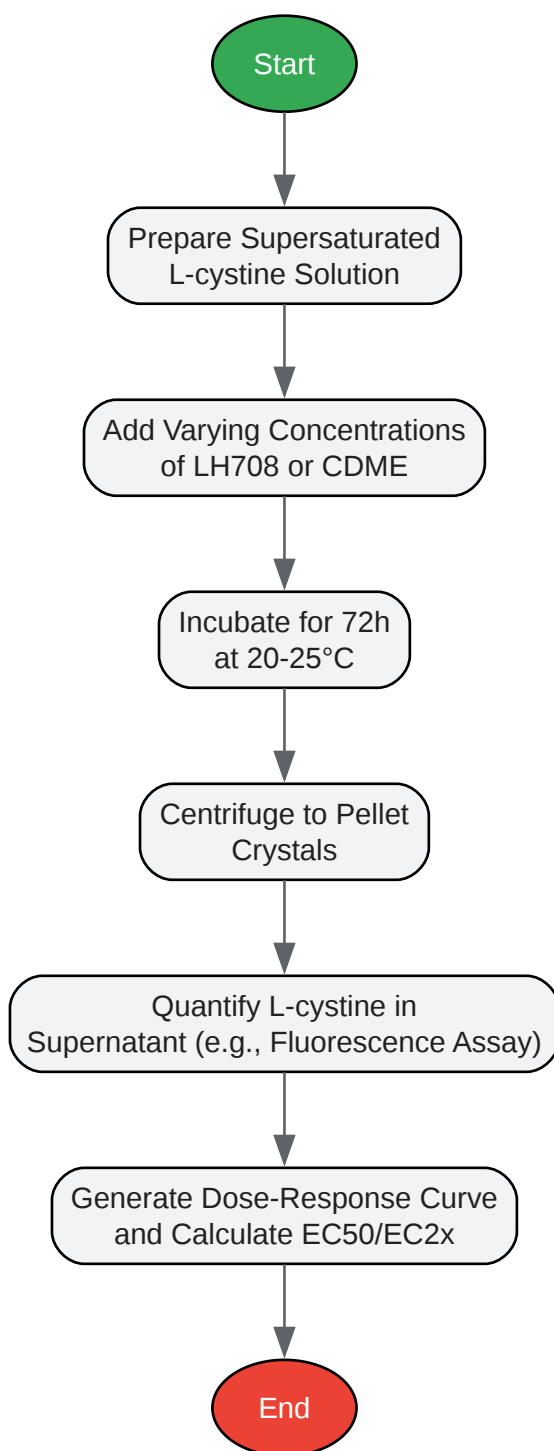 Start
Prepare Supersaturated
L-cystine Solution
Add Varying Concentrations
of LH708 or CDME
Incubate for 72h
at 20-25°C
Centrifuge to Pellet
Crystals
Quantify L-cystine in
Supernatant (e.g., Fluorescence Assay)
Generate Dose-Response Curve
and Calculate EC50/EC2x
End